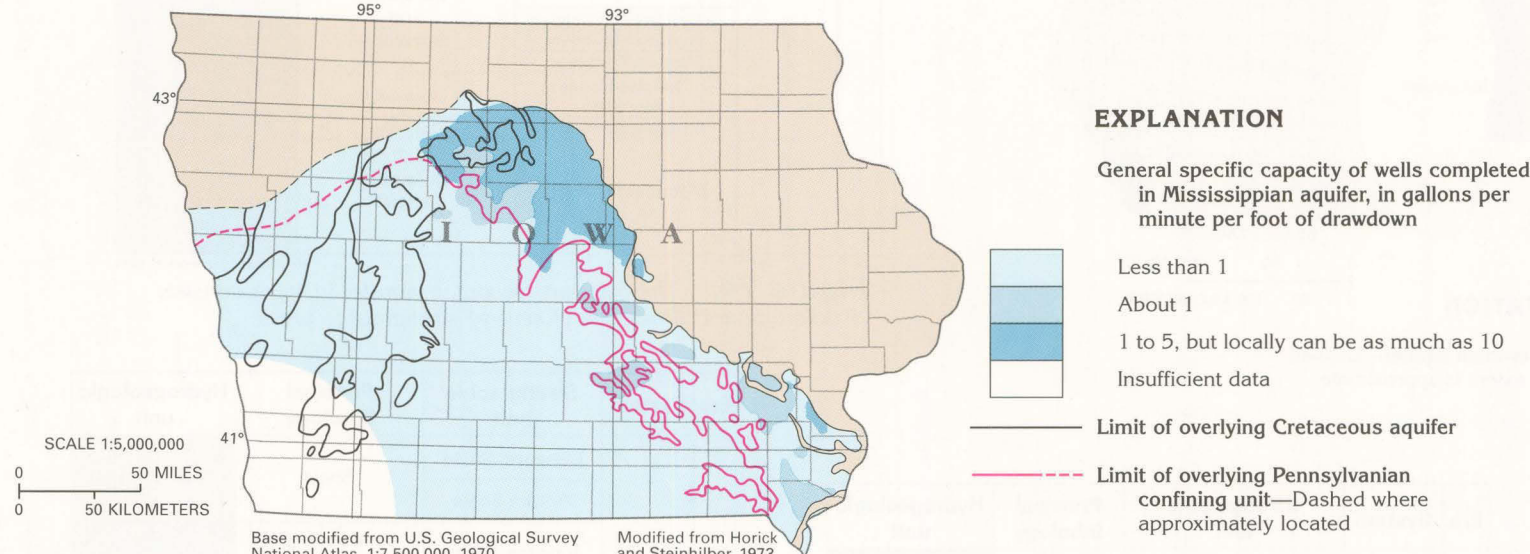 95°
93°
43°
I O W A
41°
SCALE 1:5,000,000
0 50 MILES
0 50 KILOMETERS
Base modified from U.S. Geological Survey
National Atlas, 1:7,500,000, 1970
Modified from Horick
and Steinhilber, 1973
EXPLANATION
General specific capacity of wells completed
in Mississippian aquifer, in gallons per
minute per foot of drawdown
Less than 1
About 1
1 to 5, but locally can be as much as 10
Insufficient data
Limit of overlying Cretaceous aquifer
Limit of overlying Pennsylvanian
confining unit—Dashed where
approximately located